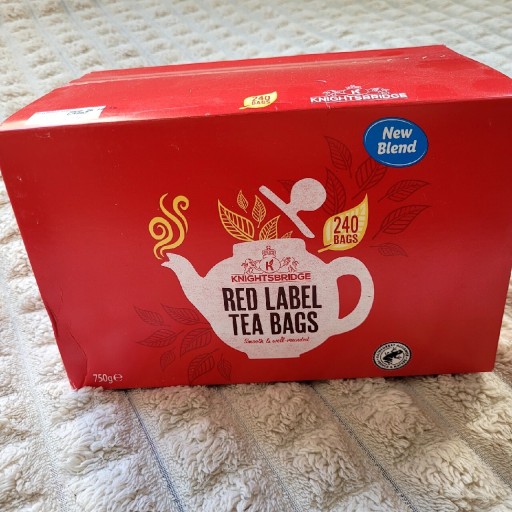 240
BAGS
K
KNIGHTSBRIDGE
New
Blend
240
BAGS
K
KNIGHTSBRIDGE
RED LABEL
TEA BAGS
Smooth & well-rounded
750g e